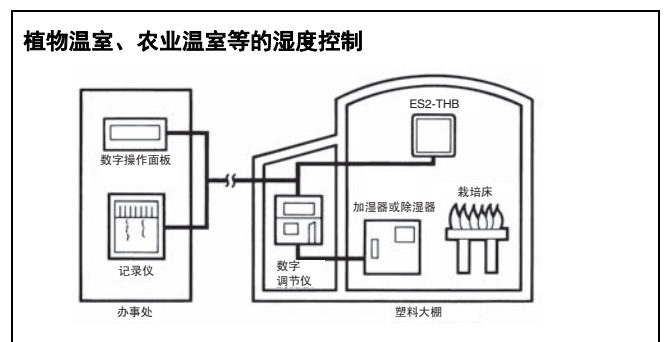 植物温室、农业温室等的湿度控制
ES2-THB
数字操作面板
栽培床
加湿器或除湿器
记录仪
数字
调节仪
办事处
塑料大棚